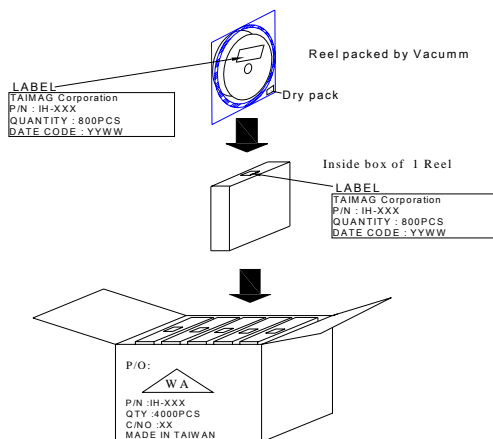 Reel packed by Vacumm
LABEL
TAIMAG Corporation
P/N : IH-XXX
QUANTITY : 800PCS
DATE CODE : YYWW
Dry pack
Inside box of 1 Reel
LABEL
TAIMAG Corporation
P/N : IH-XXX
QUANTITY : 800PCS
DATE CODE : YYWW
P/O:
WA
P/N :IH-XXX
QTY :4000PCS
C/NO :XX
MADE IN TAIWAN